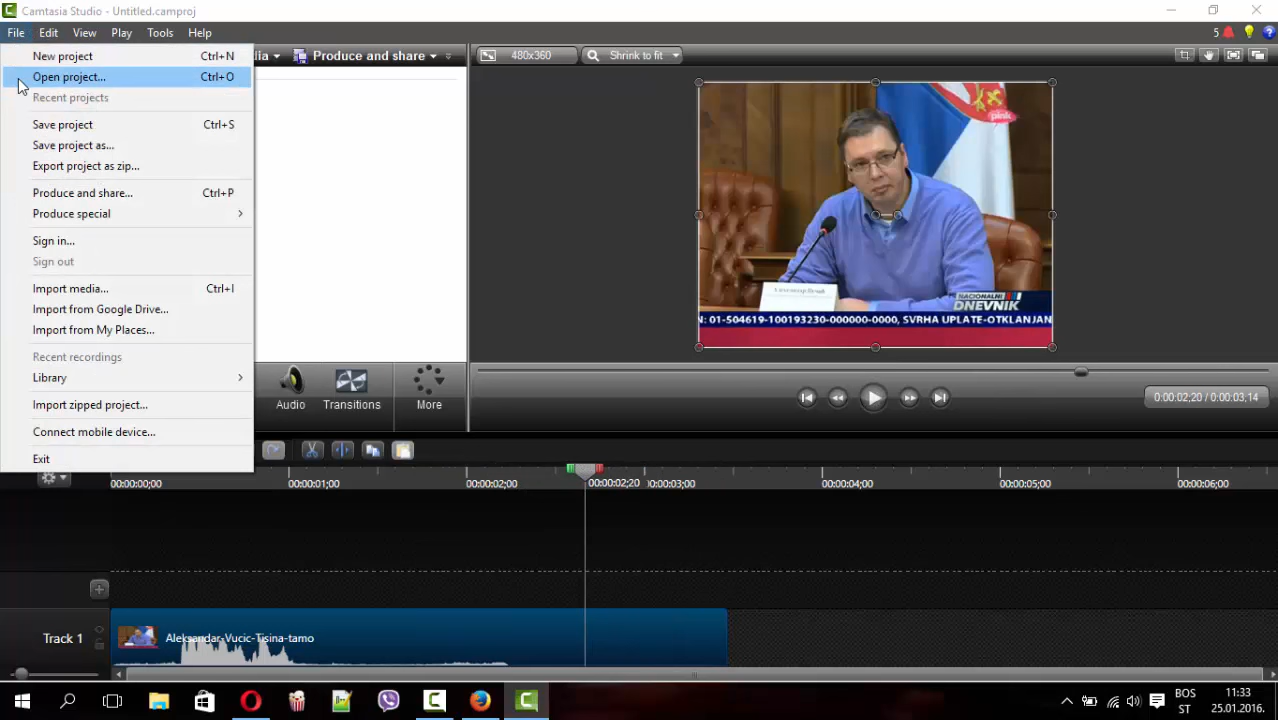 Camtasia Studio - Untitled.camproj
File Edit View Play Tools Help
5
New project Ctrl+N
Open project... Ctrl+O
Recent projects
Save project Ctrl+S
Save project as...
Export project as zip...
Produce and share... Ctrl+P
Produce special
Sign in...
Sign out
Import media... Ctrl+I
Import from Google Drive...
Import from My Places...
Recent recordings
Library
Import zipped project...
Connect mobile device...
Exit
dia Produce and share
480x360 Shrink to fit
pink
NACIONALNI
DNEVNIK
N: 01-504619-100193230-000000-0000, SVRHA UPLATE-OTKLANJAN
Audio Transitions More
0:00:02;20 / 0:00:03;14
00:00:00;00 00:00:01;00 00:00:02;00 00:00:02;20 00:00:03;00 00:00:04;00 00:00:05;00 00:00:06;00
Track 1 Aleksandar-Vucic-Tisina-tamo
BOS
ST
11:33
25.01.2016.